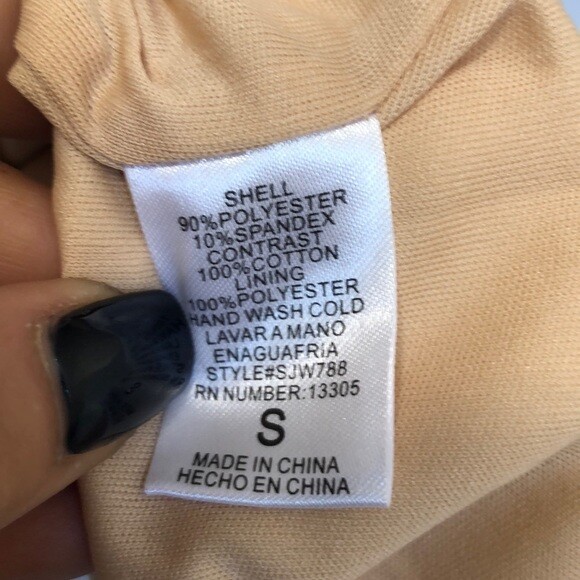 SHELL
90%POLYESTER
10%SPANDEX
CONTRAST
100%COTTON
LINING
100%POLYESTER
HAND WASH COLD
LAVAR A MANO
ENAGUAFRIA
STYLE#SJW788
RN NUMBER:13305
S
MADE IN CHINA
HECHO EN CHINA